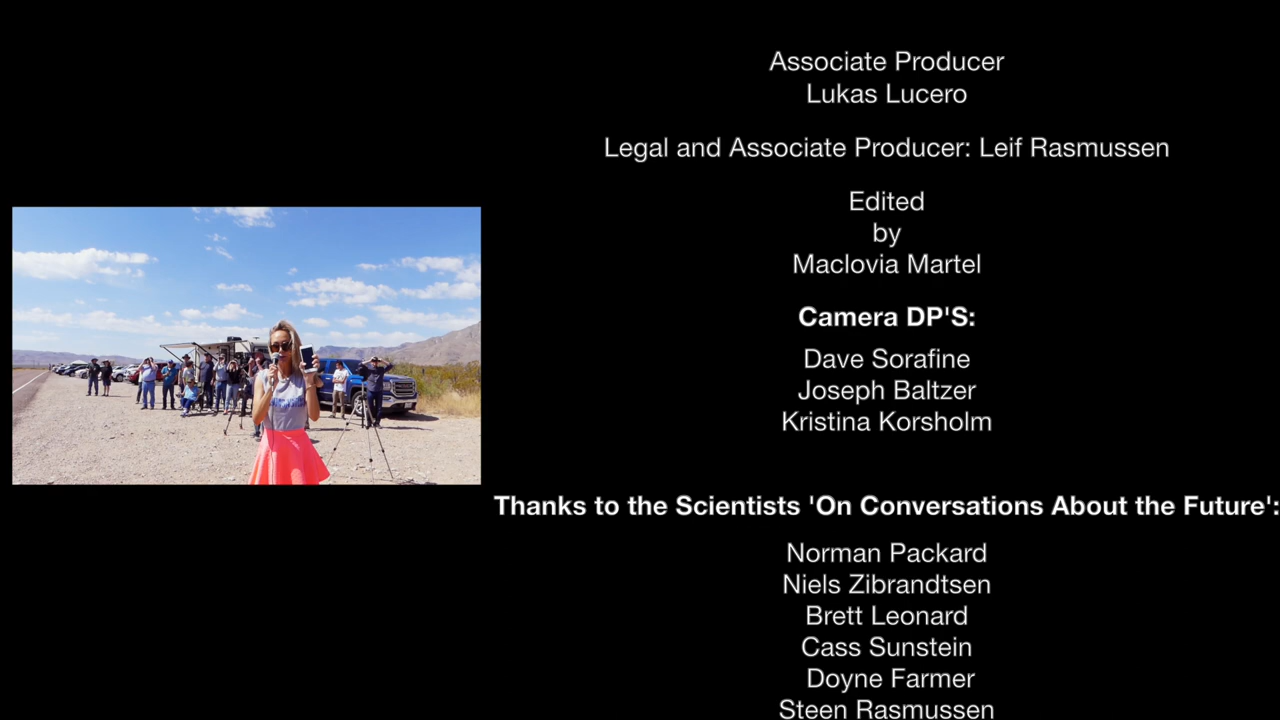 Associate Producer
Lukas Lucero
Legal and Associate Producer: Leif Rasmussen
Edited
by
Maclovia Martel
Camera DP'S:
Dave Sorafine
Joseph Baltzer
Kristina Korsholm
Thanks to the Scientists 'On Conversations About the Future':
Norman Packard
Niels Zibrandtsen
Brett Leonard
Cass Sunstein
Doyne Farmer
Steen Rasmussen